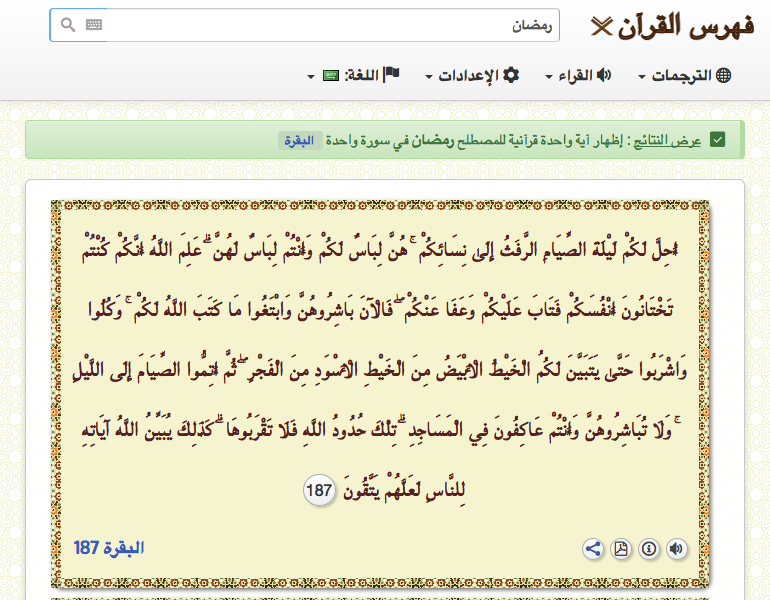 فهرس القرآن
رمضان
الترجمات
القراء
الإعدادات
اللغة:
عرض النتائج : إظهار آية واحدة قرآنية للمصطلح رمضان في سورة واحدة البقرة
أُحِلَّ لَكُمْ لَيْلَةَ الصِّيَامِ الرَّفَثُ إِلَىٰ نِسَائِكُمْ ۚ هُنَّ لِبَاسٌ لَكُمْ وَأَنْتُمْ لِبَاسٌ لَهُنَّ ۗ عَلِمَ اللَّهُ أَنَّكُمْ كُنْتُمْ
تَخْتَانُونَ أَنْفُسَكُمْ فَتَابَ عَلَيْكُمْ وَعَفَا عَنْكُمْ ۖ فَالْآنَ بَاشِرُوهُنَّ وَابْتَغُوا مَا كَتَبَ اللَّهُ لَكُمْ ۚ وَكُلُوا
وَاشْرَبُوا حَتَّىٰ يَتَبَيَّنَ لَكُمُ الْخَيْطُ الْأَبْيَضُ مِنَ الْخَيْطِ الْأَسْوَدِ مِنَ الْفَجْرِ ۖ ثُمَّ أَتِمُّوا الصِّيَامَ إِلَى اللَّيْلِ
ۚ وَلَا تُبَاشِرُوهُنَّ وَأَنْتُمْ عَاكِفُونَ فِي الْمَسَاجِدِ ۗ تِلْكَ حُدُودُ اللَّهِ فَلَا تَقْرَبُوهَا ۗ كَذَٰلِكَ يُبَيِّنُ اللَّهُ آيَاتِهِ
لِلنَّاسِ لَعَلَّهُمْ يَتَّقُونَ 187
البقرة 187